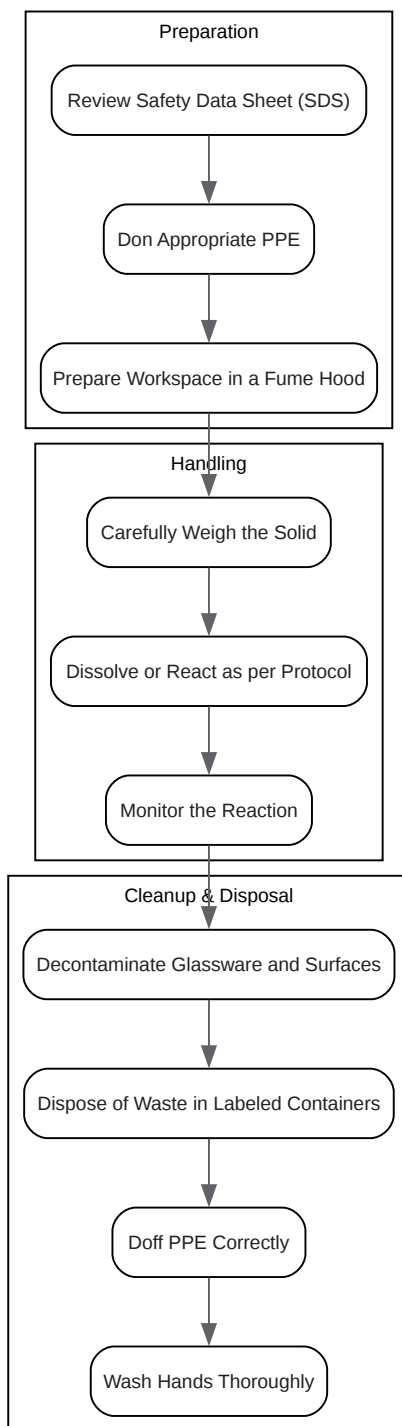 Preparation
Review Safety Data Sheet (SDS)
Don Appropriate PPE
Prepare Workspace in a Fume Hood
Handling
Carefully Weigh the Solid
Dissolve or React as per Protocol
Monitor the Reaction
Cleanup & Disposal
Decontaminate Glassware and Surfaces
Dispose of Waste in Labeled Containers
Doff PPE Correctly
Wash Hands Thoroughly